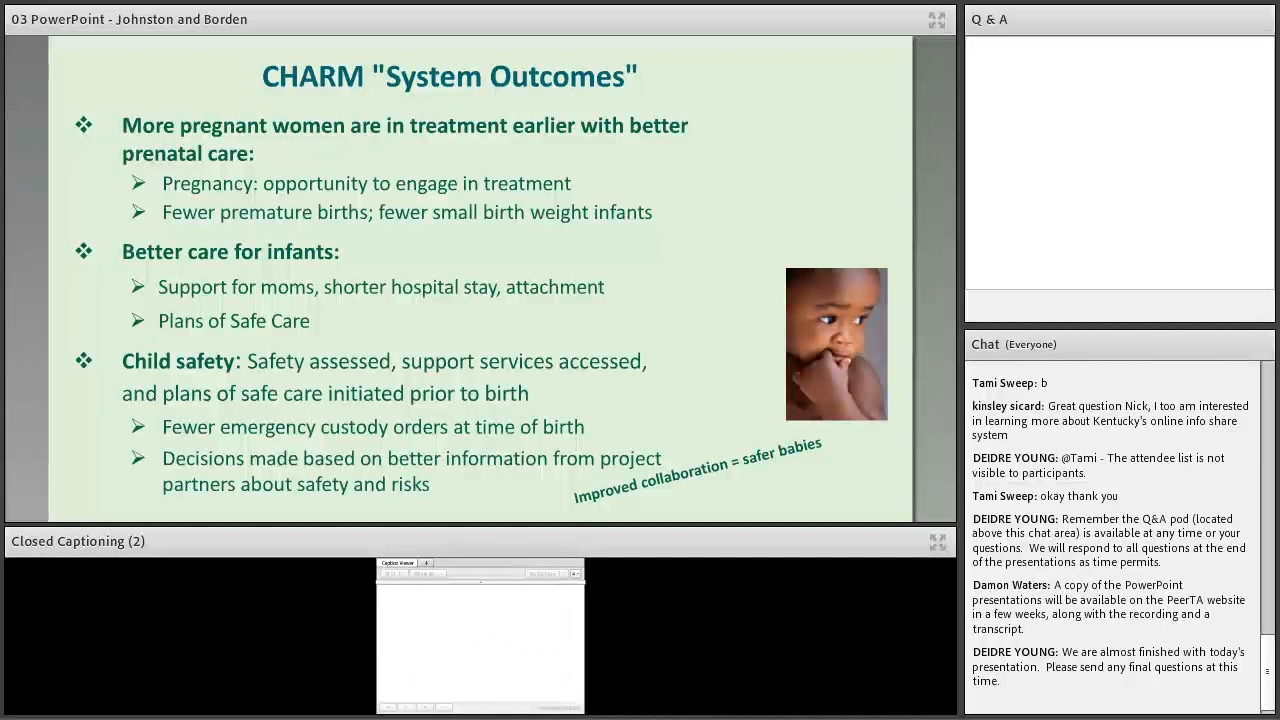 03 PowerPoint - Johnston and Borden
CHARM "System Outcomes"
More pregnant women are in treatment earlier with better
prenatal care:
Pregnancy: opportunity to engage in treatment
Fewer premature births; fewer small birth weight infants
Better care for infants:
Support for moms, shorter hospital stay, attachment
Plans of Safe Care
Child safety: Safety assessed, support services accessed,
and plans of safe care initiated prior to birth
Fewer emergency custody orders at time of birth
Decisions made based on better information from project
partners about safety and risks
Improved collaboration = safer babies
Closed Captioning (2)
Caption Viewer
Q & A
Chat (Everyone)
Tami Sweep: b
kinsley sicard: Great question Nick, I too am interested
in learning more about Kentucky's online info share
system
DEIDRE YOUNG: @Tami - The attendee list is not
visible to participants.
Tami Sweep: okay thank you
DEIDRE YOUNG: Remember the Q&A pod (located
above this chat area) is available at any time or your
questions. We will respond to all questions at the end
of the presentations as time permits.
Damon Waters: A copy of the PowerPoint
presentations will be available on the PeerTA website
in a few weeks, along with the recording and a
transcript.
DEIDRE YOUNG: We are almost finished with today's
presentation. Please send any final questions at this
time.